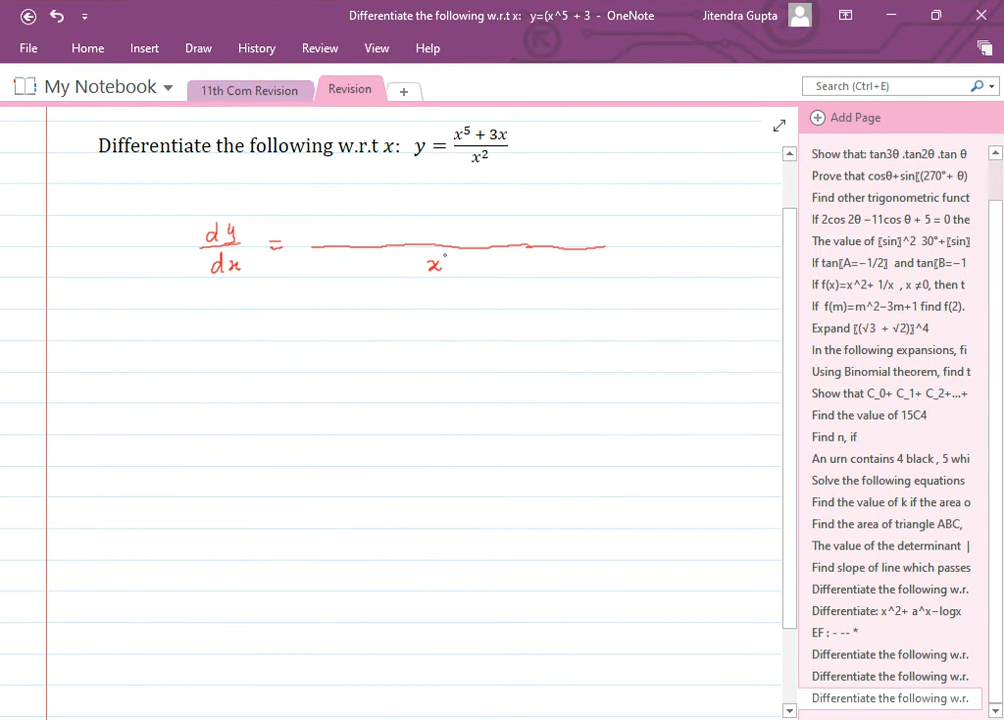 Differentiate the following w.r.t x: y=(x^5 + 3 - OneNote
Jitendra Gupta
File Home Insert Draw History Review View Help
My Notebook
11th Com Revision
Revision
+
Search (Ctrl+E)
Add Page
Differentiate the following w.r.t x: y = (x⁵ + 3x)/x²
dy/dx =
x
Show that: tan3θ .tan2θ .tan θ
Prove that cosθ+sin〖(270°+ θ)
Find other trigonometric funct
If 2cos 2θ −11cos θ + 5 = 0 the
The value of 〖sin〗^2 30°+〖sin〗
If tan〖A=−1/2〗 and tan〖B=−1
If f(x)=x^2+ 1/x , x ≠0, then t
If f(m)=m^2−3m+1 find f(2).
Expand 〖(√3 + √2)〗^4
In the following expansions, fi
Using Binomial theorem, find t
Show that C_0+ C_1+ C_2+...+
Find the value of 15C4
Find n, if
An urn contains 4 black , 5 whi
Solve the following equations
Find the value of k if the area o
Find the area of triangle ABC,
The value of the determinant |
Find slope of line which passes
Differentiate the following w.r.
Differentiate: x^2+ a^x−logx
EF : - -- *
Differentiate the following w.r.
Differentiate the following w.r.
Differentiate the following w.r.